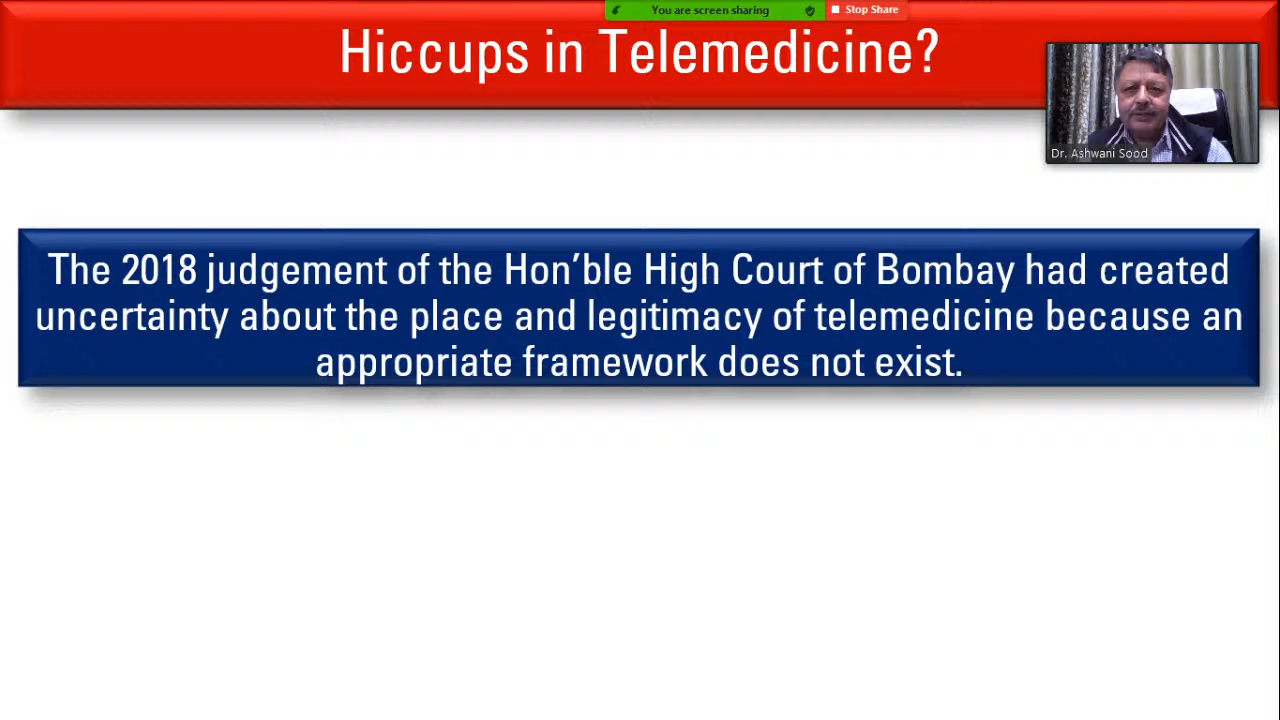 You are screen sharing
Stop Share
Hiccups in Telemedicine?
Dr. Ashwani Sood
The 2018 judgement of the Hon’ble High Court of Bombay had created
uncertainty about the place and legitimacy of telemedicine because an
appropriate framework does not exist.